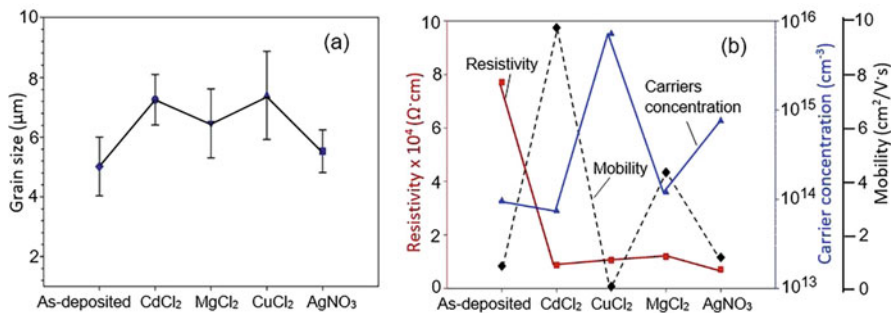 (a)
Grain size (µm)
10
8
6
4
2
As-deposited CdCl₂ MgCl₂ CuCl₂ AgNO₃
(b)
Resistivity x 10⁴ (Ω·cm)
10
8
6
4
2
0
Resistivity
Carriers
concentration
Mobility
As-deposited CdCl₂ CuCl₂ MgCl₂ AgNO₃
10¹⁶
10¹⁵
10¹⁴
10¹³
Carrier concentration (cm⁻³)
10
8
6
4
2
0
Mobility (cm²/V·s)